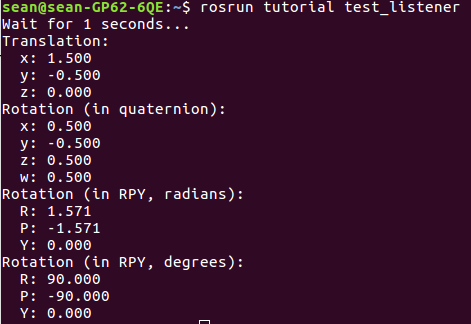 sean@sean-GP62-6QE:~$ rosrun tutorial test_listener
Wait for 1 seconds...
Translation:
  x: 1.500
  y: -0.500
  z: 0.000
Rotation (in quaternion):
  x: 0.500
  y: -0.500
  z: 0.500
  w: 0.500
Rotation (in RPY, radians):
  R: 1.571
  P: -1.571
  Y: 0.000
Rotation (in RPY, degrees):
  R: 90.000
  P: -90.000
  Y: 0.000